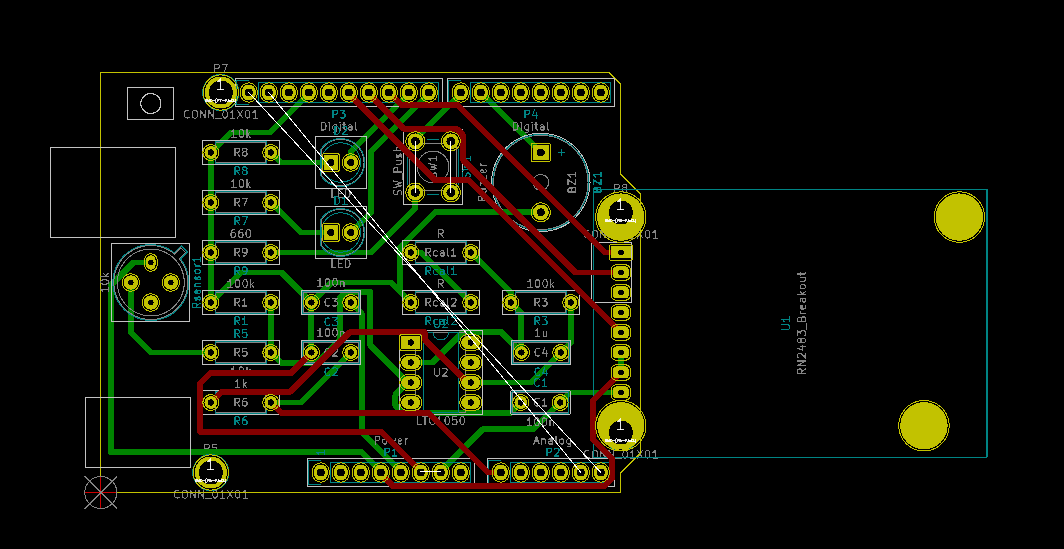 P7
1
CONN_01X01
P3
Digital
D2
P4
Digital
10k
R8
R8
LED
SW_Push
SW1
SW1
Buzzer
+
BZ1
BZ1
10k
R7
R7
D1
LED
P8
1
CONN_01X01
660
R9
R9
R
Rcal1
Rcal1
10k
Rsensor1
100k
R1
R1
100n
C3
C3
R
Rcal2
Rcal2
100k
R3
R3
U1
RN2483_Breakout
R5
R5
100n
C2
C2
U2
LTC1050
1u
C4
C4
1k
R6
R6
C1
C1
100n
1
CONN_01X01
Power
P1
Analog
P2
P5
1
CONN_01X01